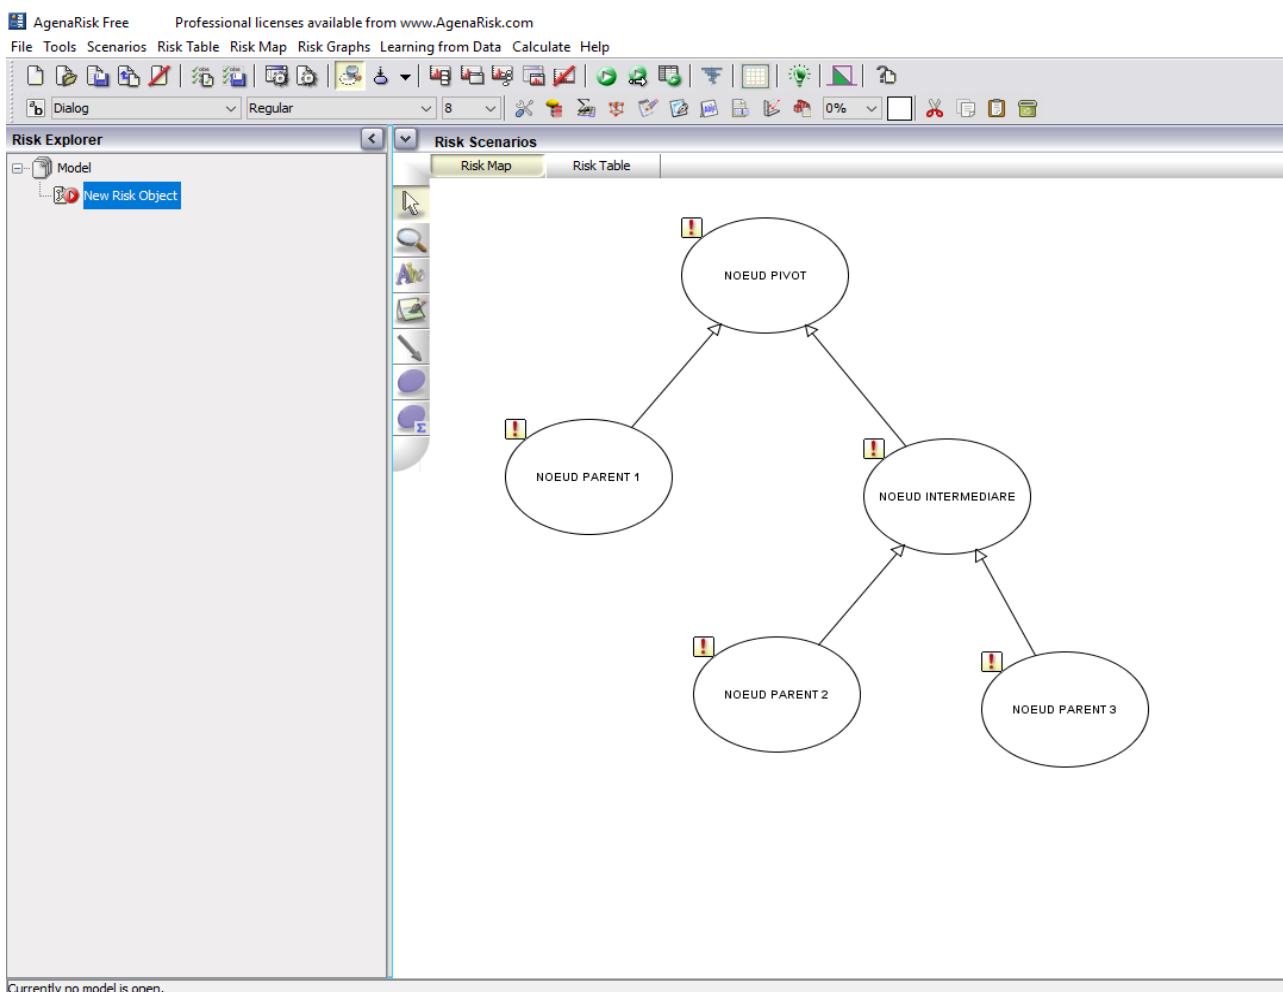 AgenaRisk Free Professional licenses available from www.AgenaRisk.com
File Tools Scenarios Risk Table Risk Map Risk Graphs Learning from Data Calculate Help
Dialog Regular 8 0%
Risk Explorer
Risk Scenarios
Model
New Risk Object
Risk Map Risk Table
Abc
NOEUD PIVOT
NOEUD PARENT 1
NOEUD INTERMEDIARE
NOEUD PARENT 2
NOEUD PARENT 3
Currently no model is open.